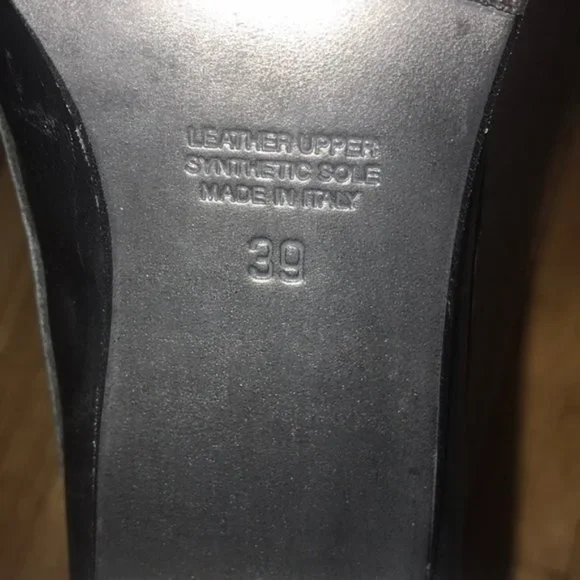 LEATHER UPPER
SYNTHETIC SOLE
MADE IN ITALY
39